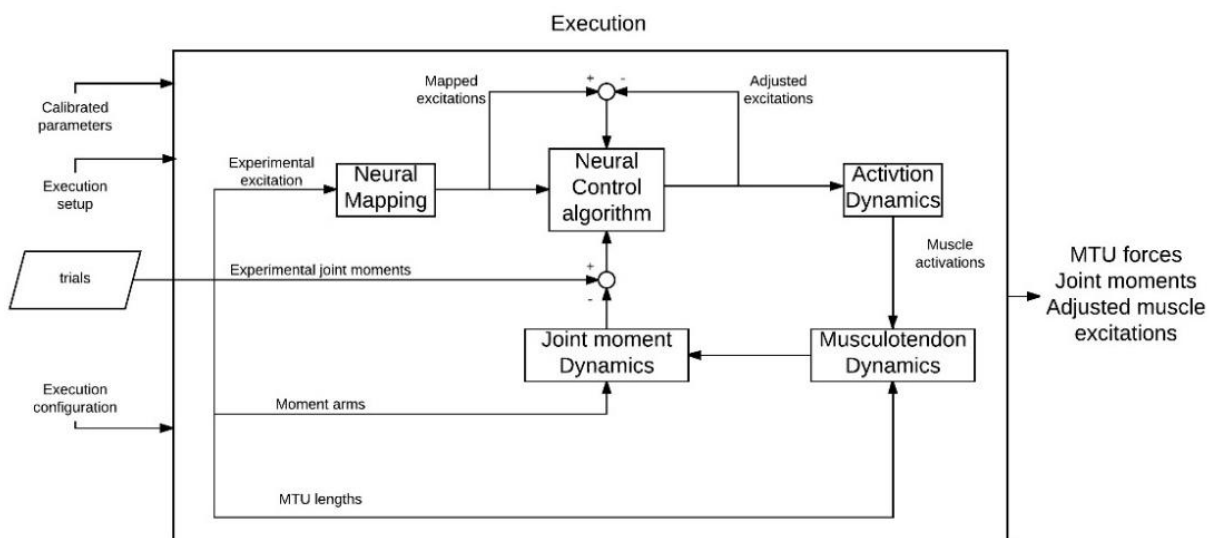 Execution
Calibrated
parameters
Execution
setup
trials
Execution
configuration
Mapped
excitations
+
-
Adjusted
excitations
Experimental
excitation
Neural
Mapping
Neural
Control
algorithm
Activtion
Dynamics
Muscle
activations
Experimental joint moments
+
-
Joint moment
Dynamics
Musculotendon
Dynamics
Moment arms
MTU lengths
MTU forces
Joint moments
Adjusted muscle
excitations